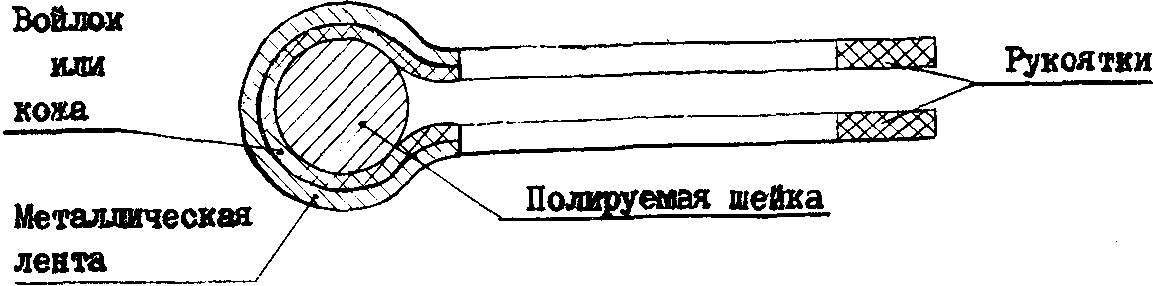 Войлок
или
кожа
Рукоятки
Полируемая шейка
Металлическая
лента